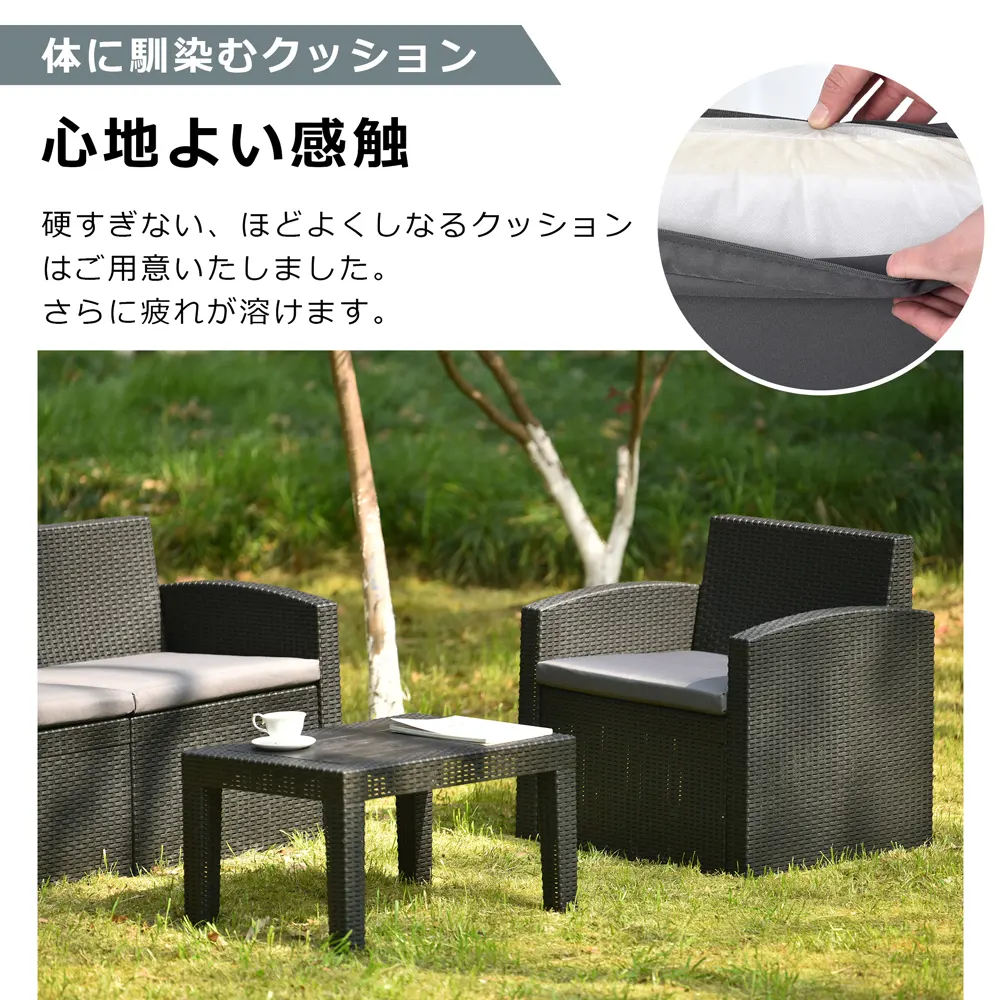 体に馴染むクッション
心地よい感触
硬すぎない、ほどよくしなるクッション
はご用意いたしました。
さらに疲れが溶けます。